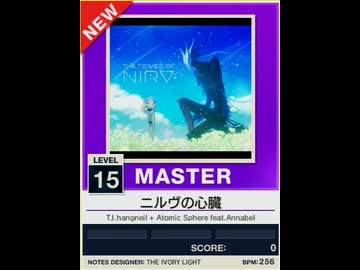 NEW
THE TOWER OF
NIRV
LEVEL
15
MASTER
ニルヴの心臓
TJ.hangneil + Atomic Sphere feat.Annabel
SCORE: 0
NOTES DESIGNER: THE IVORY LIGHT BPM: 256